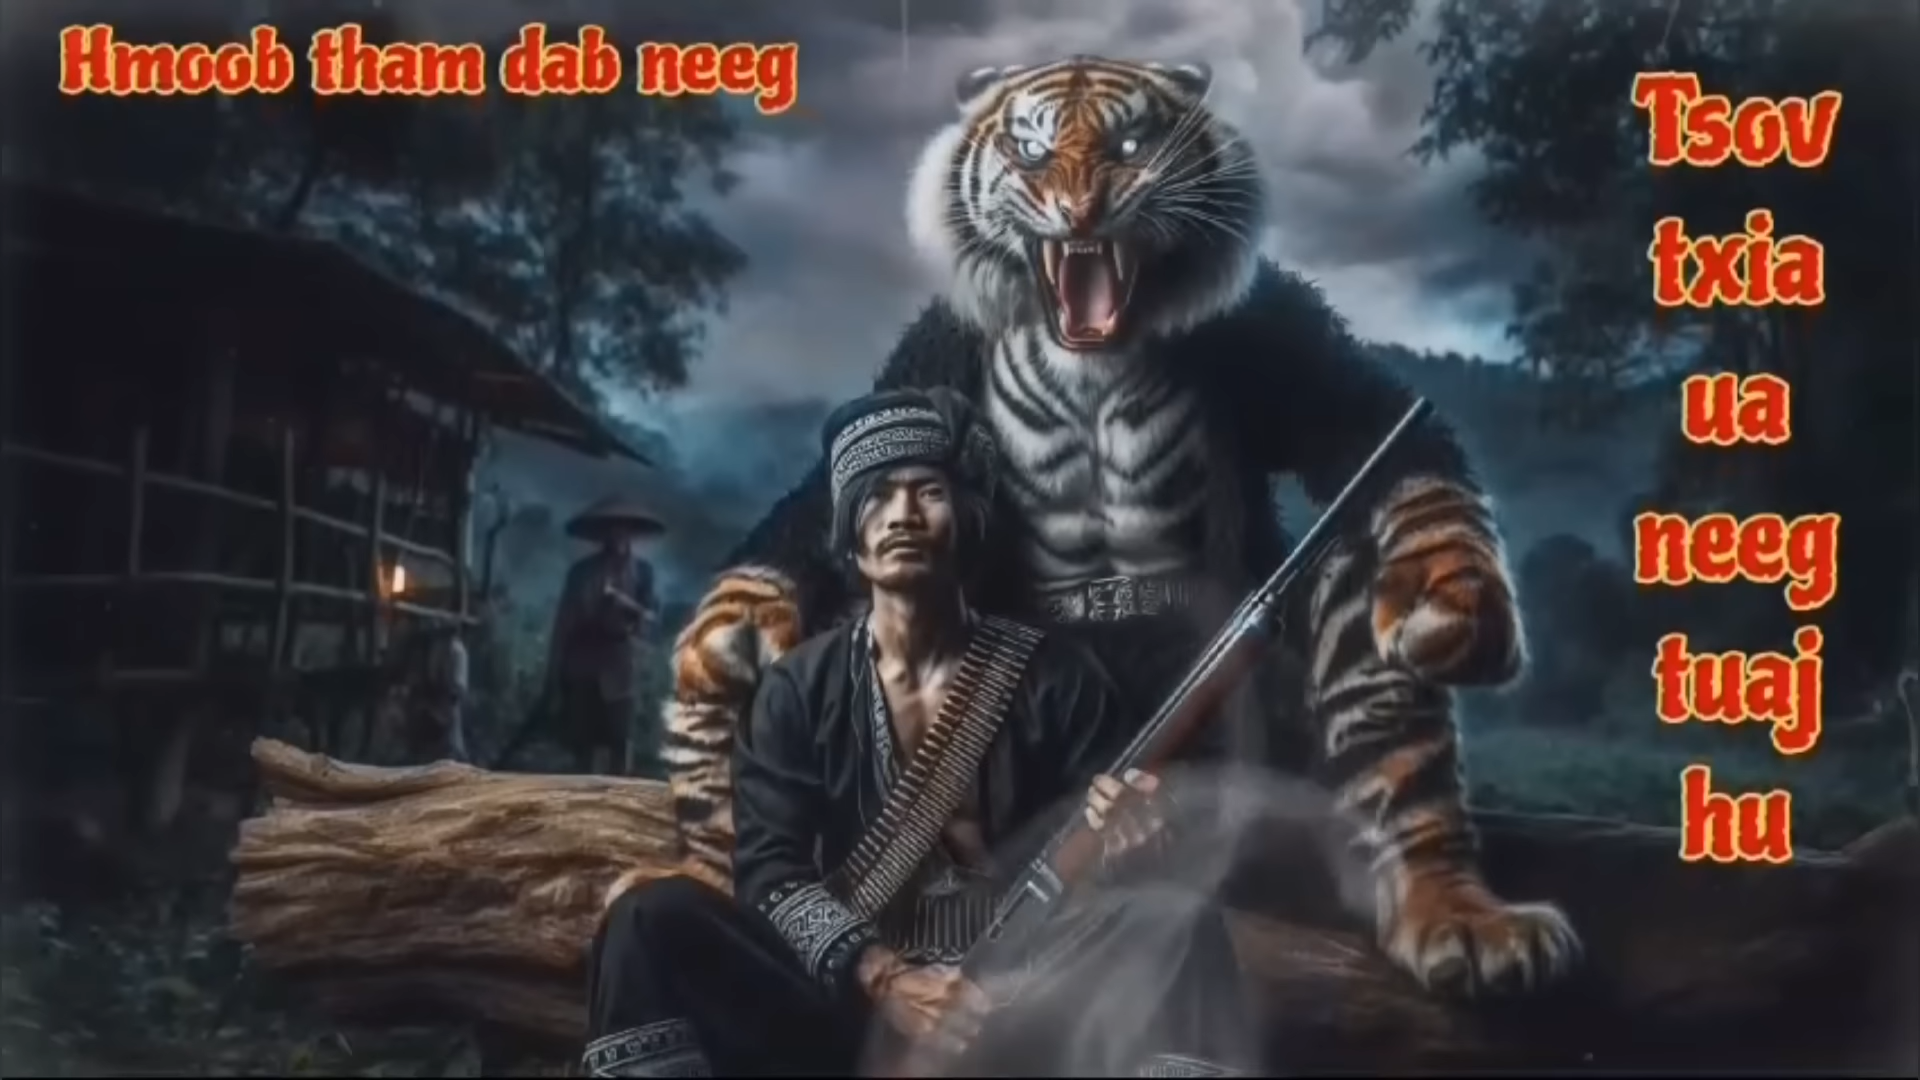 Hmoob tham dab neeg
Tsov
txia
ua
neeg
tuaj
hu